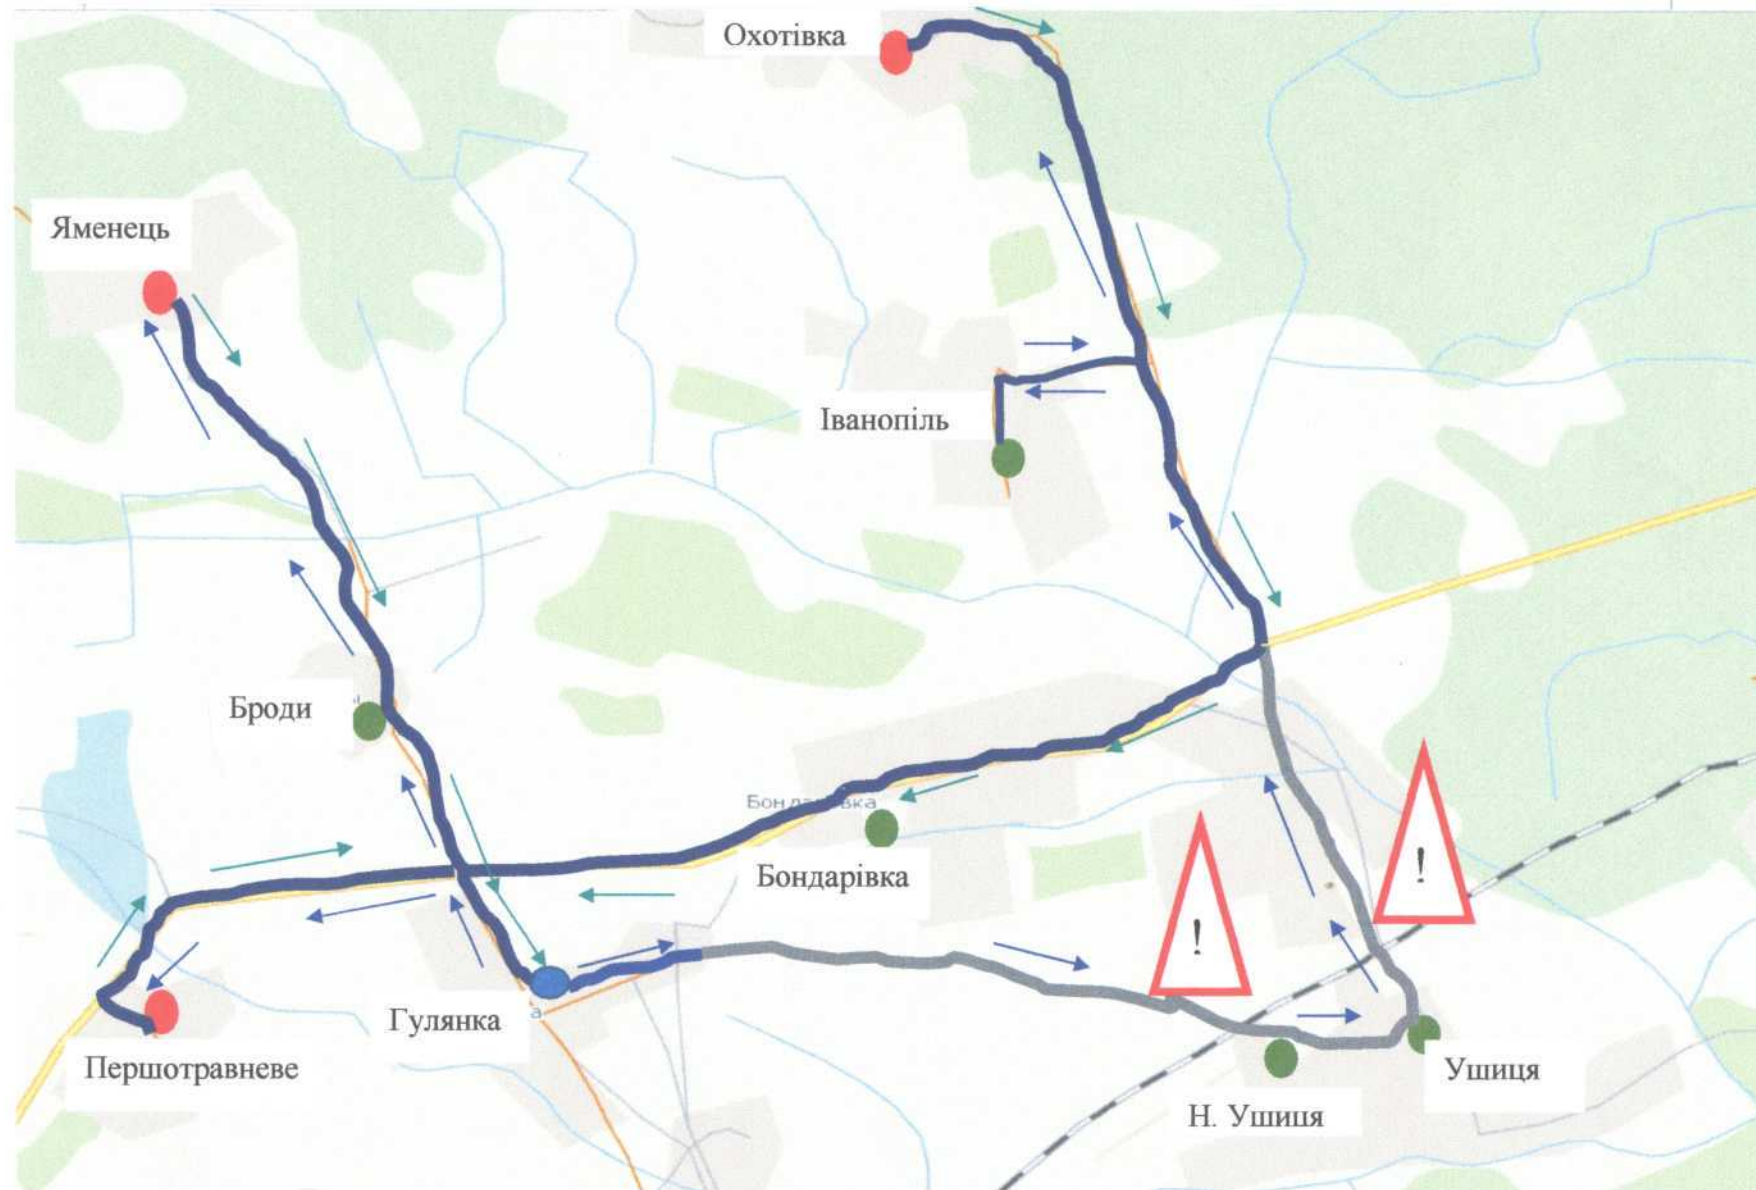 Охотівка
Яменець
Іванопіль
Броди
Бондарівка
Бондарівка
!
!
Гулянка
а
Першотравневе
Ушиця
Н. Ушиця